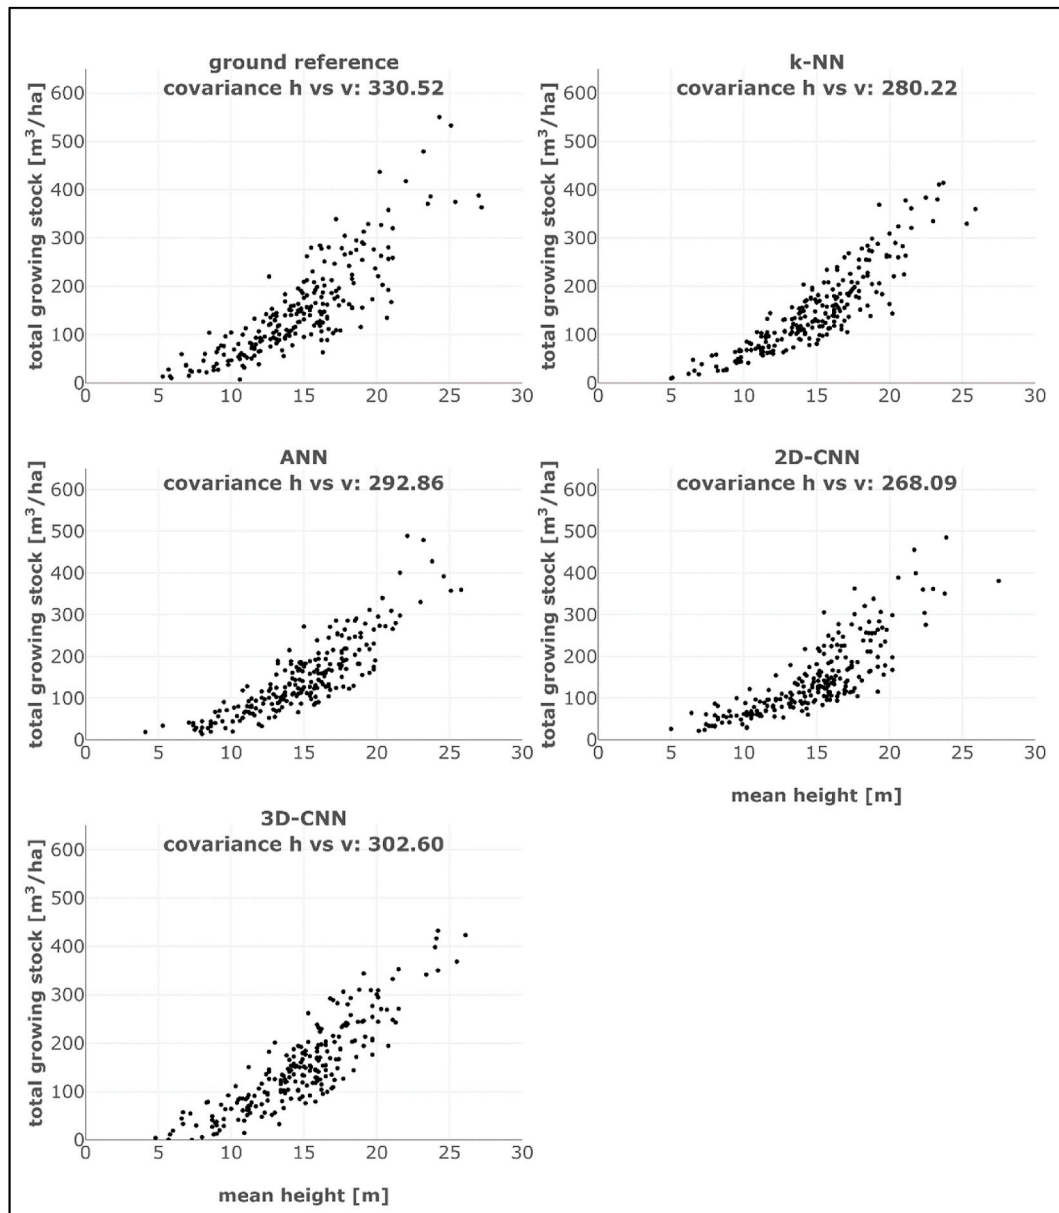 ground reference
covariance h vs v: 330.52
total growing stock [m³/ha]
600
500
400
300
200
100
0
0 5 10 15 20 25 30
k-NN
covariance h vs v: 280.22
total growing stock [m³/ha]
600
500
400
300
200
100
0
0 5 10 15 20 25 30
ANN
covariance h vs v: 292.86
total growing stock [m³/ha]
600
500
400
300
200
100
0
0 5 10 15 20 25 30
2D-CNN
covariance h vs v: 268.09
total growing stock [m³/ha]
600
500
400
300
200
100
0
0 5 10 15 20 25 30
mean height [m]
3D-CNN
covariance h vs v: 302.60
total growing stock [m³/ha]
600
500
400
300
200
100
0
0 5 10 15 20 25 30
mean height [m]